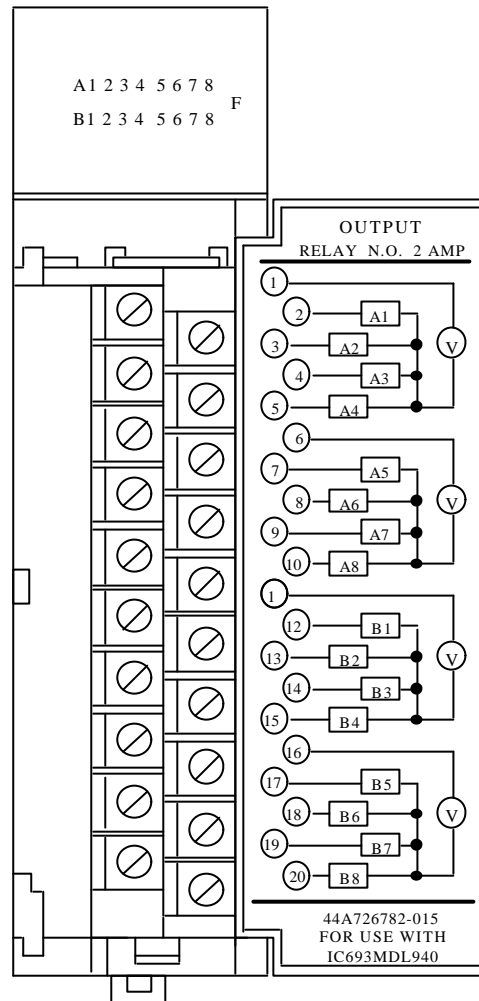 A1 2 3 4 5 6 7 8
F
B1 2 3 4 5 6 7 8
OUTPUT
RELAY N.O. 2 AMP
1
2 A1
V
3 A2
4 A3
5 A4
6
7 A5
V
8 A6
9 A7
10 A8
1
12 B1
V
13 B2
14 B3
15 B4
16
17 B5
V
18 B6
19 B7
20 B8
44A726782-015
FOR USE WITH
IC693MDL940